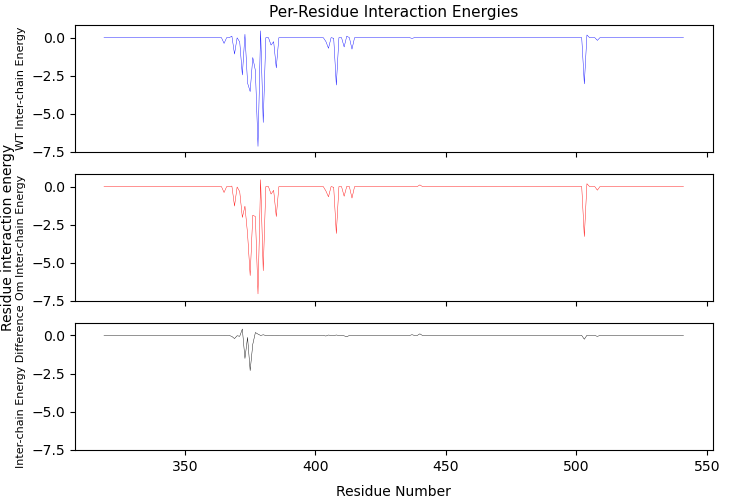 Per-Residue Interaction Energies
Residue interaction energy
WT Inter-chain Energy
0.0
−2.5
−5.0
−7.5
Om Inter-chain Energy
0.0
−2.5
−5.0
−7.5
Inter-chain Energy Difference
0.0
−2.5
−5.0
−7.5
350 400 450 500 550
Residue Number